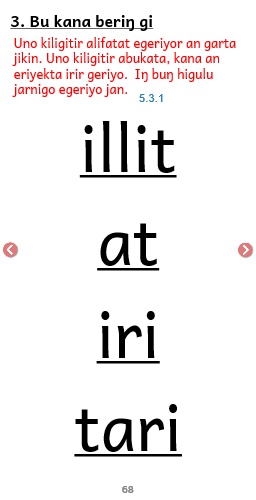 3. Bu kana beriŋ gi
Uno kiligitir alifatat egeriyor an garta
jikin. Uno kiligitir abukata, kana an
eriyekta irir geriyo. Iŋ buŋ higulu
jarnigo egeriyo jan.
5.3.1
illit
at
iri
tari
68